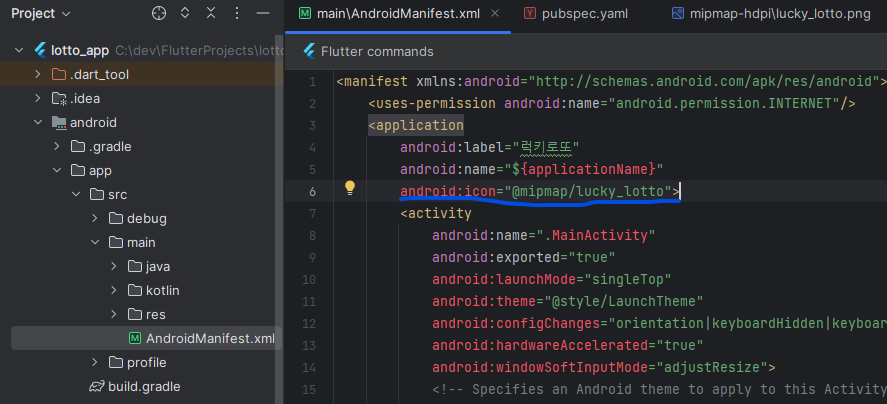 Project
main\AndroidManifest.xml
pubspec.yaml
mipmap-hdpi\lucky_lotto.png
lotto_app C:\dev\FlutterProjects\lotto
.dart_tool
.idea
android
.gradle
app
src
debug
main
java
kotlin
res
AndroidManifest.xml
profile
build.gradle
Flutter commands
1 <manifest xmlns:android="http://schemas.android.com/apk/res/android">
2 <uses-permission android:name="android.permission.INTERNET"/>
3 <application
4 android:label="럭키로또"
5 android:name="${applicationName}"
6 android:icon="@mipmap/lucky_lotto">
7 <activity
8 android:name=".MainActivity"
9 android:exported="true"
10 android:launchMode="singleTop"
11 android:theme="@style/LaunchTheme"
12 android:configChanges="orientation|keyboardHidden|keyboar
13 android:hardwareAccelerated="true"
14 android:windowSoftInputMode="adjustResize">
15 <!-- Specifies an Android theme to apply to this Activity